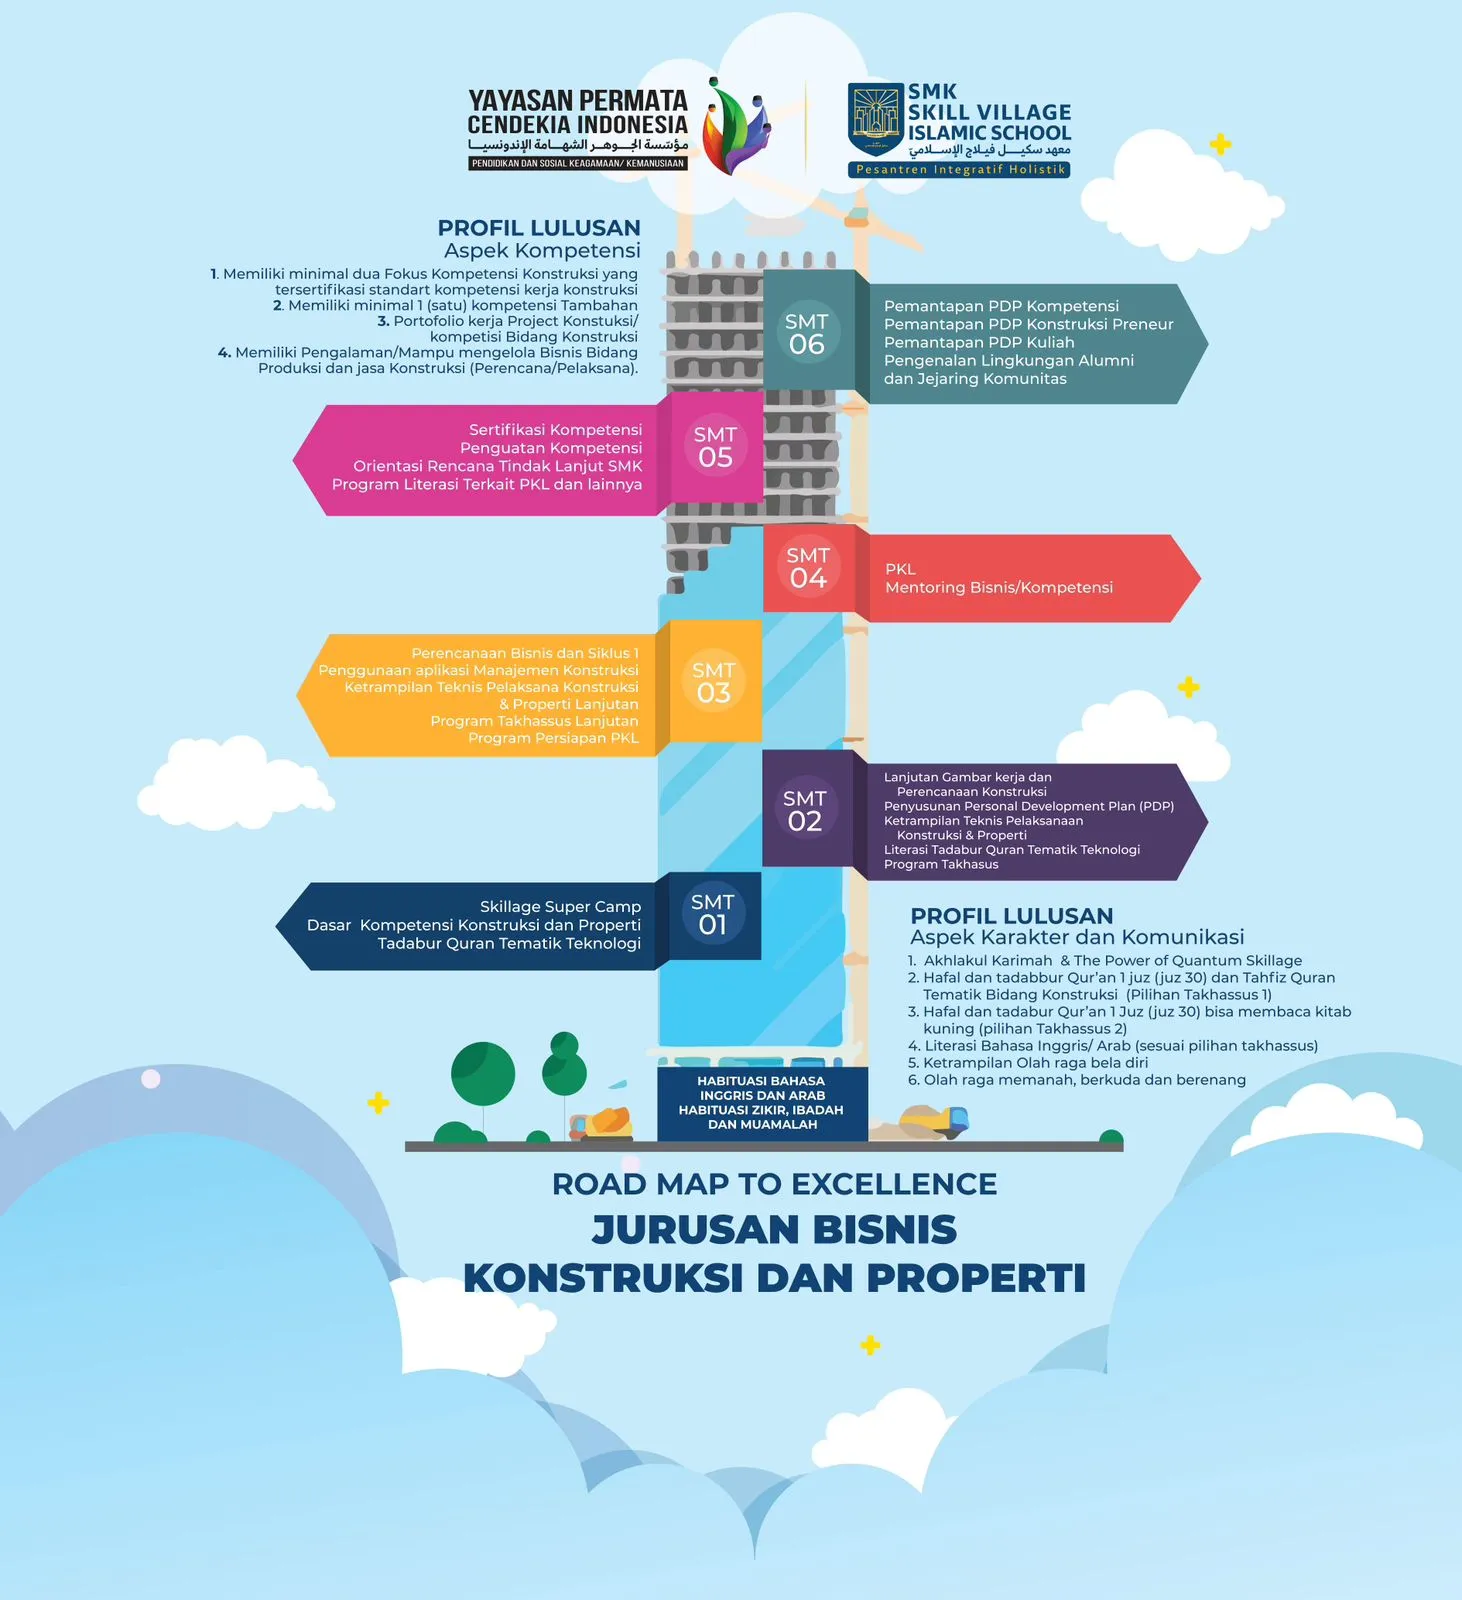 YAYASAN PERMATA
CENDEKIA INDONESIA
مؤسسة الجوهر الشهامة الإندونسيا
PENDIDIKAN DAN SOSIAL KEAGAMAAN/ KEMANUSIAAN
SMK
SKILL VILLAGE
ISLAMIC SCHOOL
معهد سكيل فيلاج الإسلامي
Pesantren Integratif Holistik
PROFIL LULUSAN
Aspek Kompetensi
1. Memiliki minimal dua Fokus Kompetensi Konstruksi yang
tersertifikasi standart kompetensi kerja konstruksi
2. Memiliki minimal 1 (satu) kompetensi Tambahan
3. Portofolio kerja Project Konstuksi/
kompetisi Bidang Konstruksi
4. Memiliki Pengalaman/Mampu mengelola Bisnis Bidang
Produksi dan jasa Konstruksi (Perencana/Pelaksana).
SMT
06
Pemantapan PDP Kompetensi
Pemantapan PDP Konstruksi Preneur
Pemantapan PDP Kuliah
Pengenalan Lingkungan Alumni
dan Jejaring Komunitas
Sertifikasi Kompetensi
Penguatan Kompetensi
Orientasi Rencana Tindak Lanjut SMK
Program Literasi Terkait PKL dan lainnya
SMT
05
SMT
04
PKL
Mentoring Bisnis/Kompetensi
Perencanaan Bisnis dan Siklus 1
Penggunaan aplikasi Manajemen Konstruksi
Ketrampilan Teknis Pelaksana Konstruksi
& Properti Lanjutan
Program Takhassus Lanjutan
Program Persiapan PKL
SMT
03
SMT
02
Lanjutan Gambar kerja dan
Perencanaan Konstruksi
Penyusunan Personal Development Plan (PDP)
Ketrampilan Teknis Pelaksanaan
Konstruksi & Properti
Literasi Tadabur Quran Tematik Teknologi
Program Takhasus
Skillage Super Camp
Dasar Kompetensi Konstruksi dan Properti
Tadabur Quran Tematik Teknologi
SMT
01
PROFIL LULUSAN
Aspek Karakter dan Komunikasi
1. Akhlakul Karimah & The Power of Quantum Skillage
2. Hafal dan tadabbur Qur'an 1 juz (juz 30) dan Tahfiz Quran
Tematik Bidang Konstruksi (Pilihan Takhassus 1)
3. Hafal dan tadabur Qur'an 1 Juz (juz 30) bisa membaca kitab
kuning (pilihan Takhassus 2)
4. Literasi Bahasa Inggris/ Arab (sesuai pilihan takhassus)
5. Ketrampilan Olah raga bela diri
6. Olah raga memanah, berkuda dan berenang
HABITUASI BAHASA
INGGRIS DAN ARAB
HABITUASI ZIKIR, IBADAH
DAN MUAMALAH
ROAD MAP TO EXCELLENCE
JURUSAN BISNIS
KONSTRUKSI DAN PROPERTI